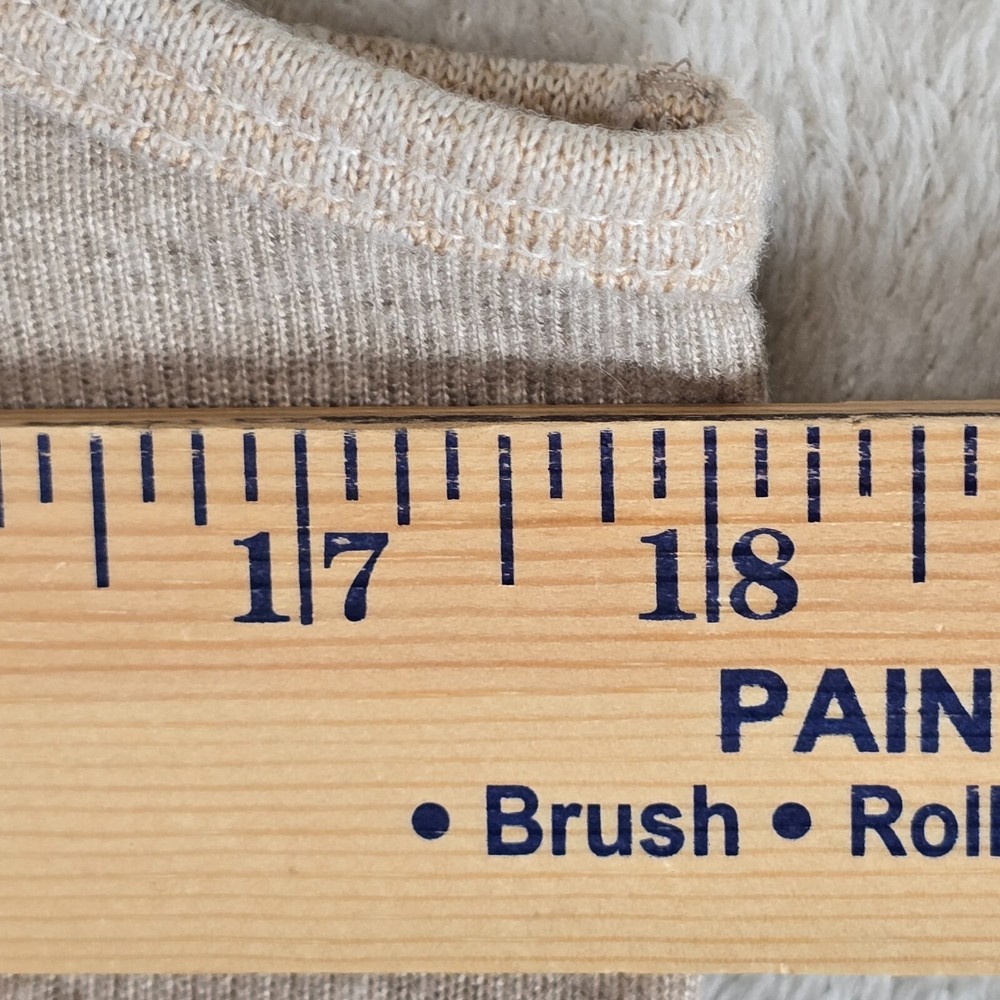 17 18
PAIN
• Brush • Roll